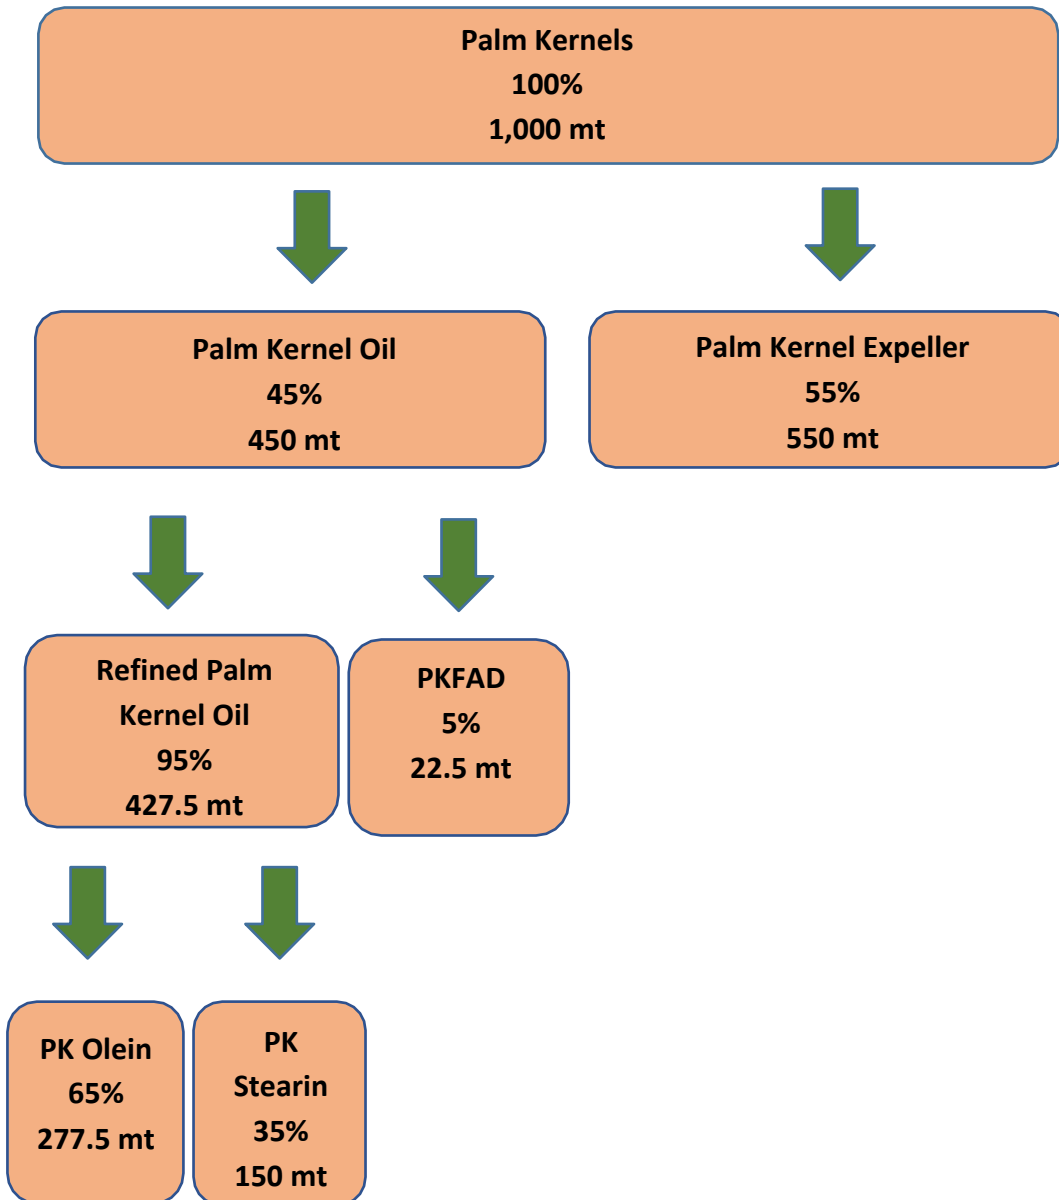 Palm Kernels
100%
1,000 mt
Palm Kernel Oil
45%
450 mt
Palm Kernel Expeller
55%
550 mt
Refined Palm
Kernel Oil
95%
427.5 mt
PKFAD
5%
22.5 mt
PK Olein
65%
277.5 mt
PK
Stearin
35%
150 mt